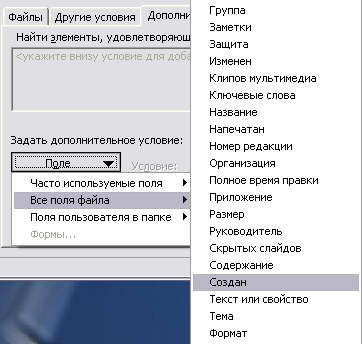 Файлы
Другие условия
Дополни
Найти элементы, удовлетворяющ
<укажите внизу условие для доба
Задать дополнительное условие:
Поле
Условие:
Часто используемые поля
Все поля файла
Поля пользователя в папке
Формы...
Группа
Заметки
Защита
Изменен
Клипов мультимедиа
Ключевые слова
Название
Напечатан
Номер редакции
Организация
Полное время правки
Приложение
Размер
Руководитель
Скрытых слайдов
Содержание
Создан
Текст или свойство
Тема
Формат